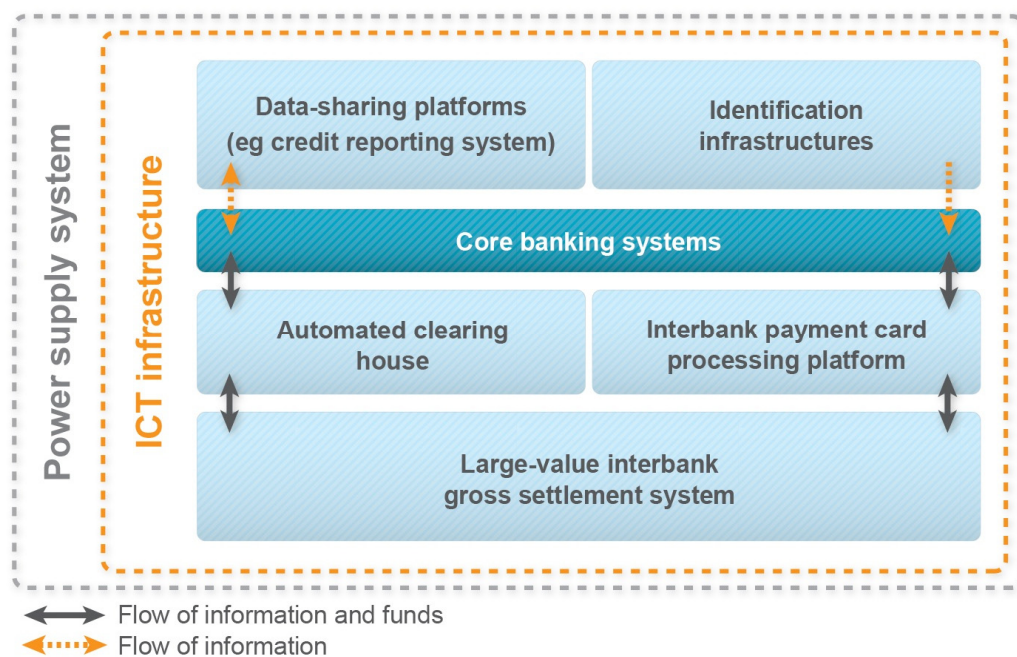 Power supply system
ICT infrastructure
Data-sharing platforms
(eg credit reporting system)
Identification
infrastructures
Core banking systems
Automated clearing
house
Interbank payment card
processing platform
Large-value interbank
gross settlement system
Flow of information and funds
Flow of information